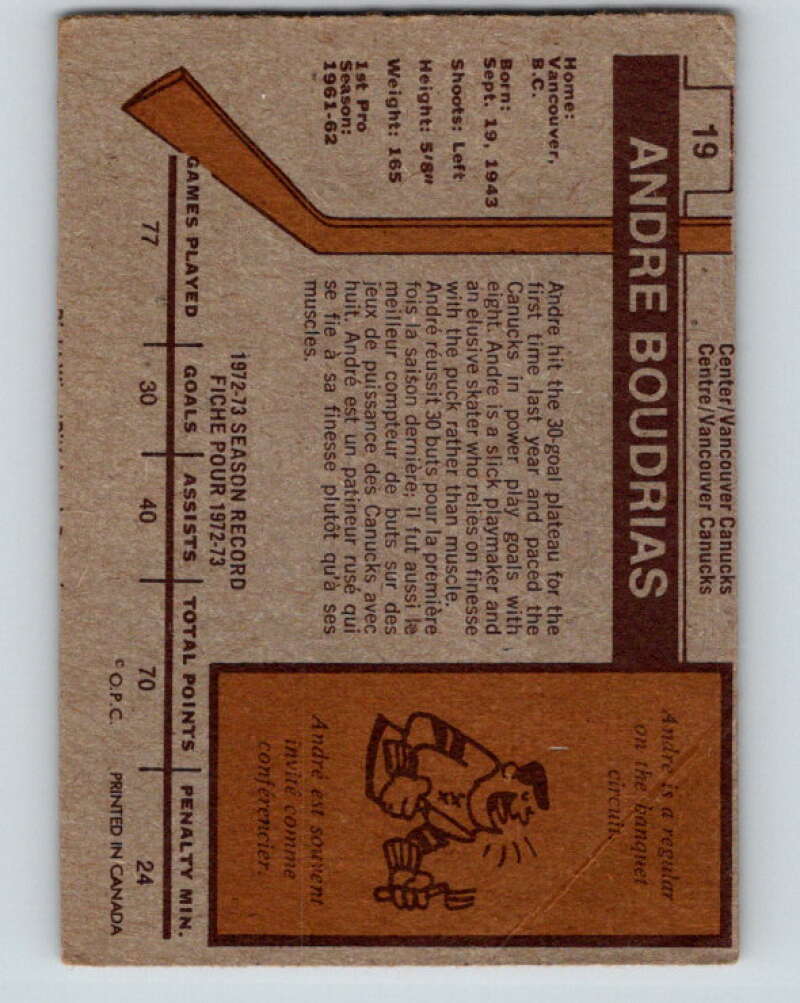 19
Center/Vancouver Canucks
Centre/Vancouver Canucks
ANDRE BOUDRIAS
Home:
Vancouver,
B.C.
Born:
Sept. 19, 1943
Shoots: Left
Height: 5'8"
Weight: 165
1st Pro
Season:
1961-62
Andre hit the 30-goal plateau for the
first time last year and paced the
Canucks in power play goals with
eight. Andre is a slick playmaker and
an elusive skater who relies on finesse
with the puck rather than muscle.
André réussit 30 buts pour la première
fois la saison dernière; il fut aussi le
meilleur compteur de buts sur des
jeux de puissance des Canucks avec
huit. André est un patineur rusé qui
se fie à sa finesse plutôt qu'à ses
muscles.
Andre is a regular
on the banquet
circuit.
André est souvent
invité comme
conférencier.
1972-73 SEASON RECORD
FICHE POUR 1972-73
GAMES PLAYED GOALS ASSISTS TOTAL POINTS PENALTY MIN.
77 30 40 70 24
© O.P.C. PRINTED IN CANADA